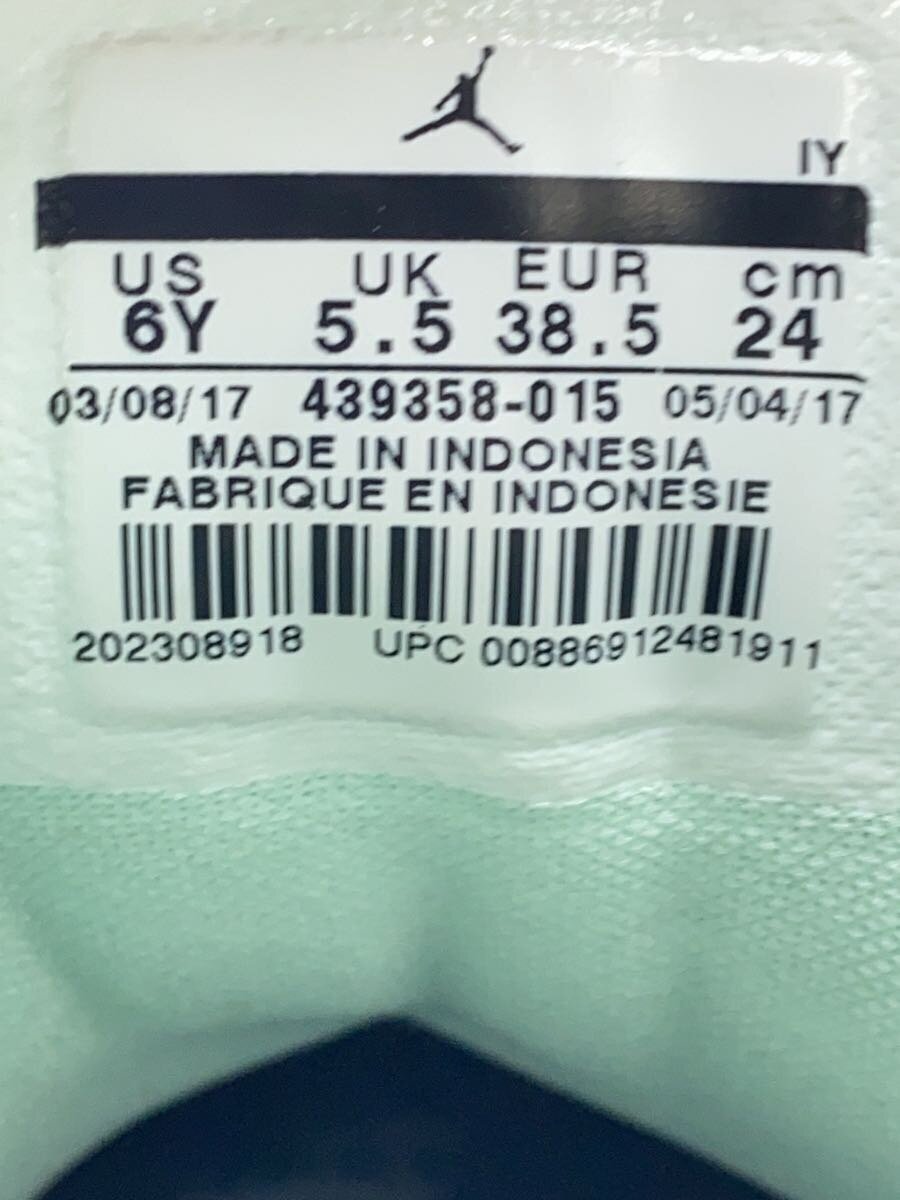 IY
US UK EUR cm
6Y 5.5 38.5 24
03/08/17 439358-015 05/04/17
MADE IN INDONESIA
FABRIQUE EN INDONESIE
202308918 UPC 00886912481911